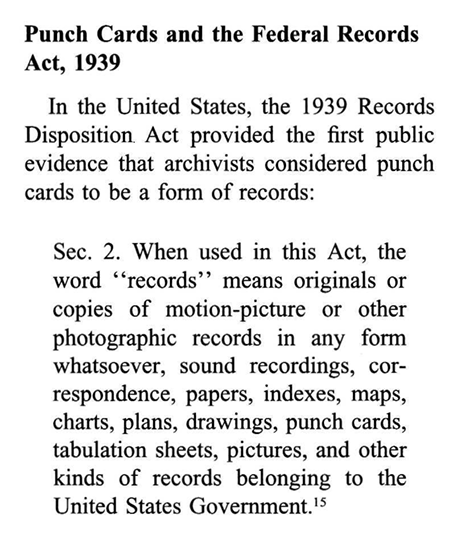 Punch Cards and the Federal Records
Act, 1939
In the United States, the 1939 Records
Disposition Act provided the first public
evidence that archivists considered punch
cards to be a form of records:
Sec. 2. When used in this Act, the
word ‘‘records’’ means originals or
copies of motion-picture or other
photographic records in any form
whatsoever, sound recordings, cor-
respondence, papers, indexes, maps,
charts, plans, drawings, punch cards,
tabulation sheets, pictures, and other
kinds of records belonging to the
United States Government.¹⁵